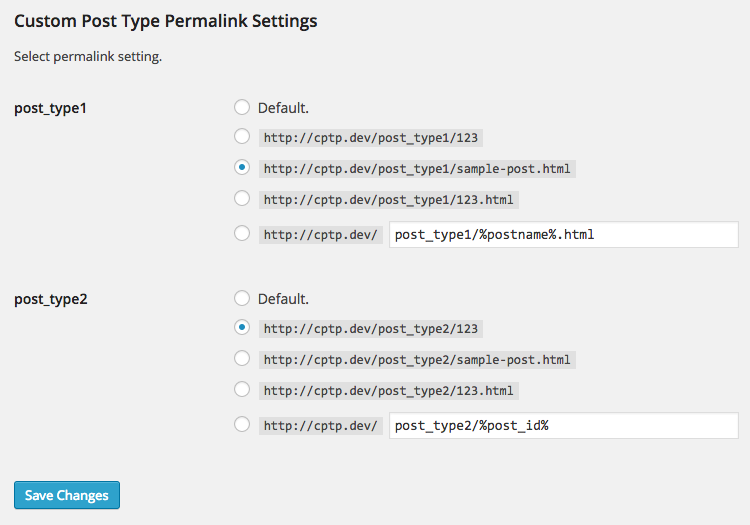 Custom Post Type Permalink Settings
Select permalink setting.
post_type1
Default.
http://cptp.dev/post_type1/123
http://cptp.dev/post_type1/sample-post.html
http://cptp.dev/post_type1/123.html
http://cptp.dev/ post_type1/%postname%.html
post_type2
Default.
http://cptp.dev/post_type2/123
http://cptp.dev/post_type2/sample-post.html
http://cptp.dev/post_type2/123.html
http://cptp.dev/ post_type2/%post_id%
Save Changes